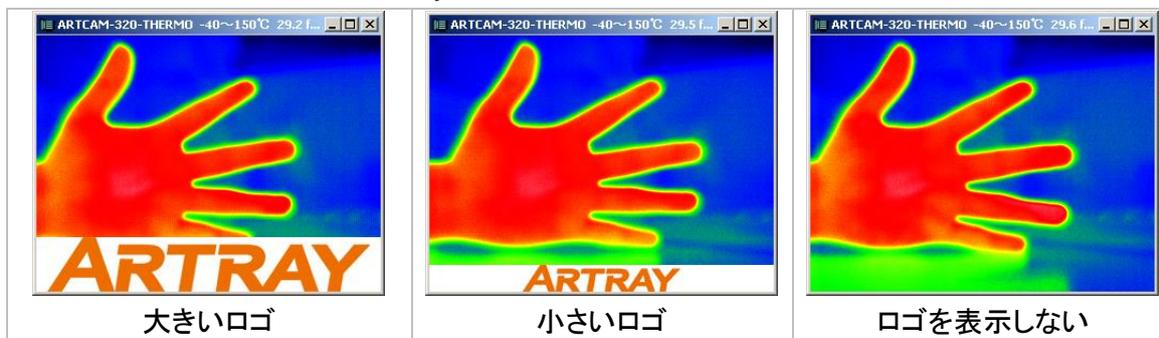 ARTCAM-320-THERMO -40～150℃ 29.2 f...
ARTCAM-320-THERMO -40～150℃ 29.5 f...
ARTCAM-320-THERMO -40～150℃ 29.6 f...
ARTRAY
ARTRAY
大きいロゴ
小さいロゴ
ロゴを表示しない